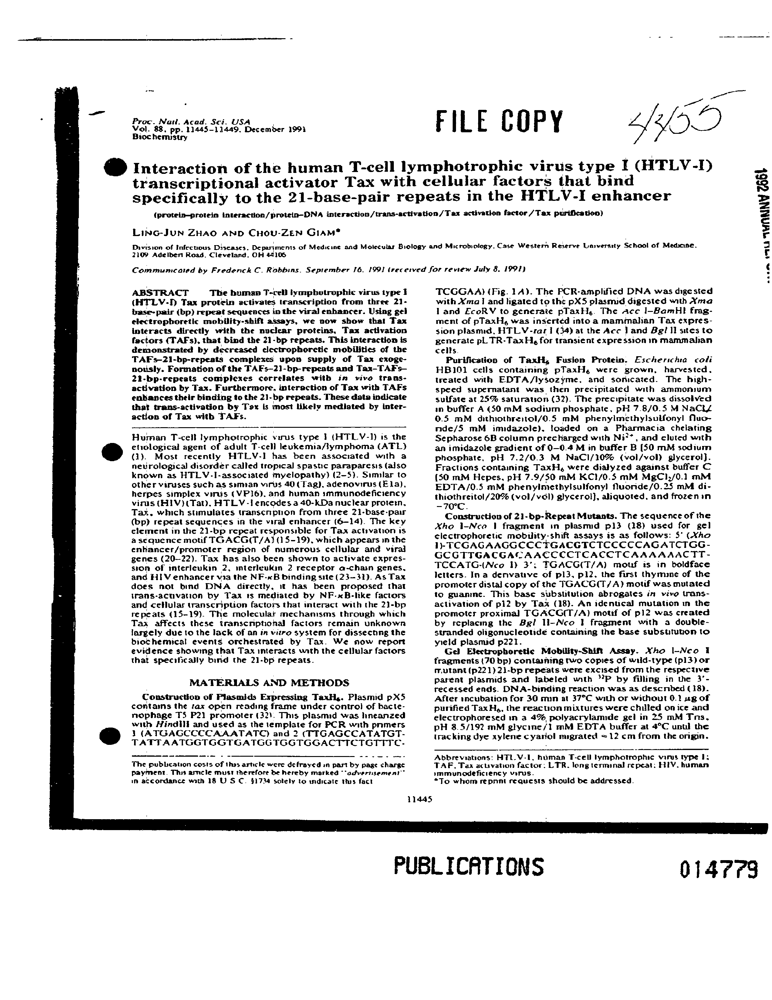 Proc. Natl. Acad. Sci. USA
Vol. 88, pp. 11445-11449, December 1991
Biochemistry
FILE COPY
1992 ANNUAL
Interaction of the human T-cell lymphotrophic virus type I (HTLV-I)
transcriptional activator Tax with cellular factors that bind
specifically to the 21-base-pair repeats in the HTLV-I enhancer
(protein–protein interaction/protein–DNA interaction/trans-activation/Tax activation factor/Tax purification)
LING-JUN ZHAO AND CHOU-ZEN GIAM*
Division of Infectious Diseases, Departments of Medicine and Molecular Biology and Microbiology, Case Western Reserve University School of Medicine,
2109 Adelbert Road, Cleveland, OH 44106
Communicated by Frederick C. Robbins, September 16, 1991 (received for review July 8, 1991)
ABSTRACT The human T-cell lymphotrophic virus type I
(HTLV-I) Tax protein activates transcription from three 21-
base-pair (bp) repeat sequences in the viral enhancer. Using gel
electrophoretic mobility-shift assays, we now show that Tax
interacts directly with the nuclear proteins, Tax activation
factors (TAFs), that bind the 21-bp repeats. This interaction is
demonstrated by decreased electrophoretic mobilities of the
TAFs–21-bp-repeats complexes upon supply of Tax exoge-
nously. Formation of the TAFs–21-bp-repeats and Tax–TAFs–
21-bp-repeats complexes correlates with in vivo trans-
activation by Tax. Furthermore, interaction of Tax with TAFs
enhances their binding to the 21-bp repeats. These data indicate
that trans-activation by Tax is most likely mediated by inter-
action of Tax with TAFs.
Human T-cell lymphotrophic virus type I (HTLV-I) is the
etiological agent of adult T-cell leukemia/lymphoma (ATL)
(1). Most recently HTLV-I has been associated with a
neurological disorder called tropical spastic paraparesis (also
known as HTLV-I-associated myelopathy) (2–5). Similar to
other viruses such as simian virus 40 (Tag), adenovirus (E1a),
herpes simplex virus (VP16), and human immunodeficiency
virus (HIV) (Tat), HTLV-I encodes a 40-kDa nuclear protein,
Tax, which stimulates transcription from three 21-base-pair
(bp) repeat sequences in the viral enhancer (6–14). The key
element in the 21-bp repeat responsible for Tax activation is
a sequence motif TGACG(T/A) (15–19), which appears in the
enhancer/promoter region of numerous cellular and viral
genes (20–22). Tax has also been shown to activate expres-
sion of interleukin 2, interleukin 2 receptor α-chain genes,
and HIV enhancer via the NF-κB binding site (23–31). As Tax
does not bind DNA directly, it has been proposed that
trans-activation by Tax is mediated by NF-κB-like factors
and cellular transcription factors that interact with the 21-bp
repeats (15–19). The molecular mechanisms through which
Tax affects these transcriptional factors remain unknown
largely due to the lack of an in vitro system for dissecting the
biochemical events orchestrated by Tax. We now report
evidence showing that Tax interacts with the cellular factors
that specifically bind the 21-bp repeats.
MATERIALS AND METHODS
Construction of Plasmids Expressing TaxH₆. Plasmid pX5
contains the tax open reading frame under control of bacte-
riophage T5 P21 promoter (32). This plasmid was linearized
with HindIII and used as the template for PCR with primers
1 (ATGAGCCCCAAATATC) and 2 (TTGAGCCATATGT-
TATTAATGGTGGTGATGGTGGTGGACTTCTGTTTC-
The publication costs of this article were defrayed in part by page charge
payment. This article must therefore be hereby marked "advertisement"
in accordance with 18 U.S.C. §1734 solely to indicate this fact.
TCGGAA) (Fig. 1A). The PCR-amplified DNA was digested
with Xma I and ligated to the pX5 plasmid digested with Xma
I and EcoRV to generate pTaxH₆. The Acc I–BamHI frag-
ment of pTaxH₆ was inserted into a mammalian Tax expres-
sion plasmid, HTLV-tat I (34) at the Acc I and Bgl II sites to
generate pLTR-TaxH₆ for transient expression in mammalian
cells.
Purification of TaxH₆ Fusion Protein. Escherichia coli
HB101 cells containing pTaxH₆ were grown, harvested,
treated with EDTA/lysozyme, and sonicated. The high-
speed supernatant was then precipitated with ammonium
sulfate at 25% saturation (32). The precipitate was dissolved
in buffer A (50 mM sodium phosphate, pH 7.8/0.5 M NaCl/
0.5 mM dithiothreitol/0.5 mM phenylmethylsulfonyl fluo-
ride/5 mM imidazole), loaded on a Pharmacia chelating
Sepharose 6B column precharged with Ni²⁺, and eluted with
an imidazole gradient of 0–0.4 M in buffer B [50 mM sodium
phosphate, pH 7.2/0.3 M NaCl/10% (vol/vol) glycerol].
Fractions containing TaxH₆ were dialyzed against buffer C
[50 mM Hepes, pH 7.9/50 mM KCl/0.5 mM MgCl₂/0.1 mM
EDTA/0.5 mM phenylmethylsulfonyl fluoride/0.25 mM di-
thiothreitol/20% (vol/vol) glycerol], aliquoted, and frozen in
−70°C.
Construction of 21-bp-Repeat Mutants. The sequence of the
Xho I–Nco I fragment in plasmid p13 (18) used for gel
electrophoretic mobility-shift assays is as follows: 5' (Xho
I)-TCGAGAAGGCCCTGACGTCTCCCCCAGATCTGG-
GCGTTGACGACAACCCCTCACCTCAAAAAACTT-
TCCATG-(Nco I) 3'; TGACG(T/A) motif is in boldface
letters. In a derivative of p13, p12, the first thymine of the
promoter distal copy of the TGACG(T/A) motif was mutated
to guanine. This base substitution abrogates in vivo trans-
activation of p12 by Tax (18). An identical mutation in the
promoter proximal TGACG(T/A) motif of p12 was created
by replacing the Bgl II–Nco I fragment with a double-
stranded oligonucleotide containing the base substitution to
yield plasmid p221.
Gel Electrophoretic Mobility-Shift Assay. Xho I–Nco I
fragments (70 bp) containing two copies of wild-type (p13) or
mutant (p221) 21-bp repeats were excised from the respective
parent plasmids and labeled with ³²P by filling in the 3'-
recessed ends. DNA-binding reaction was as described (18).
After incubation for 30 min at 37°C with or without 0.1 μg of
purified TaxH₆, the reaction mixtures were chilled on ice and
electrophoresed in a 4% polyacrylamide gel in 25 mM Tris,
pH 8.5/192 mM glycine/1 mM EDTA buffer at 4°C until the
tracking dye xylene cyanol migrated ≈12 cm from the origin.
Abbreviations: HTLV-I, human T-cell lymphotrophic virus type I;
TAF, Tax activation factor; LTR, long terminal repeat; HIV, human
immunodeficiency virus.
*To whom reprint requests should be addressed.
11445
PUBLICATIONS
014779